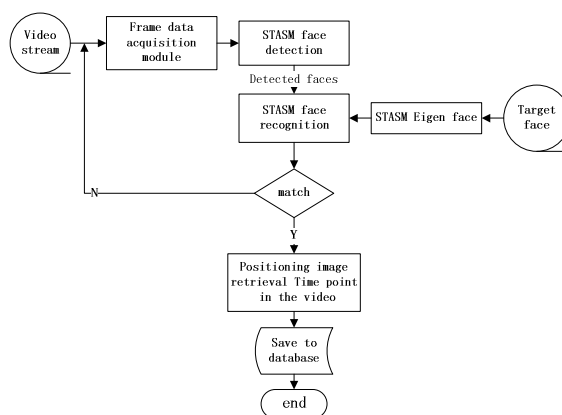 Video
stream
Frame data
acquisition
module
STASM face
detection
Detected faces
STASM face
recognition
STASM Eigen face
Target
face
match
N
Y
Positioning image
retrieval Time point
in the video
Save to
database
end